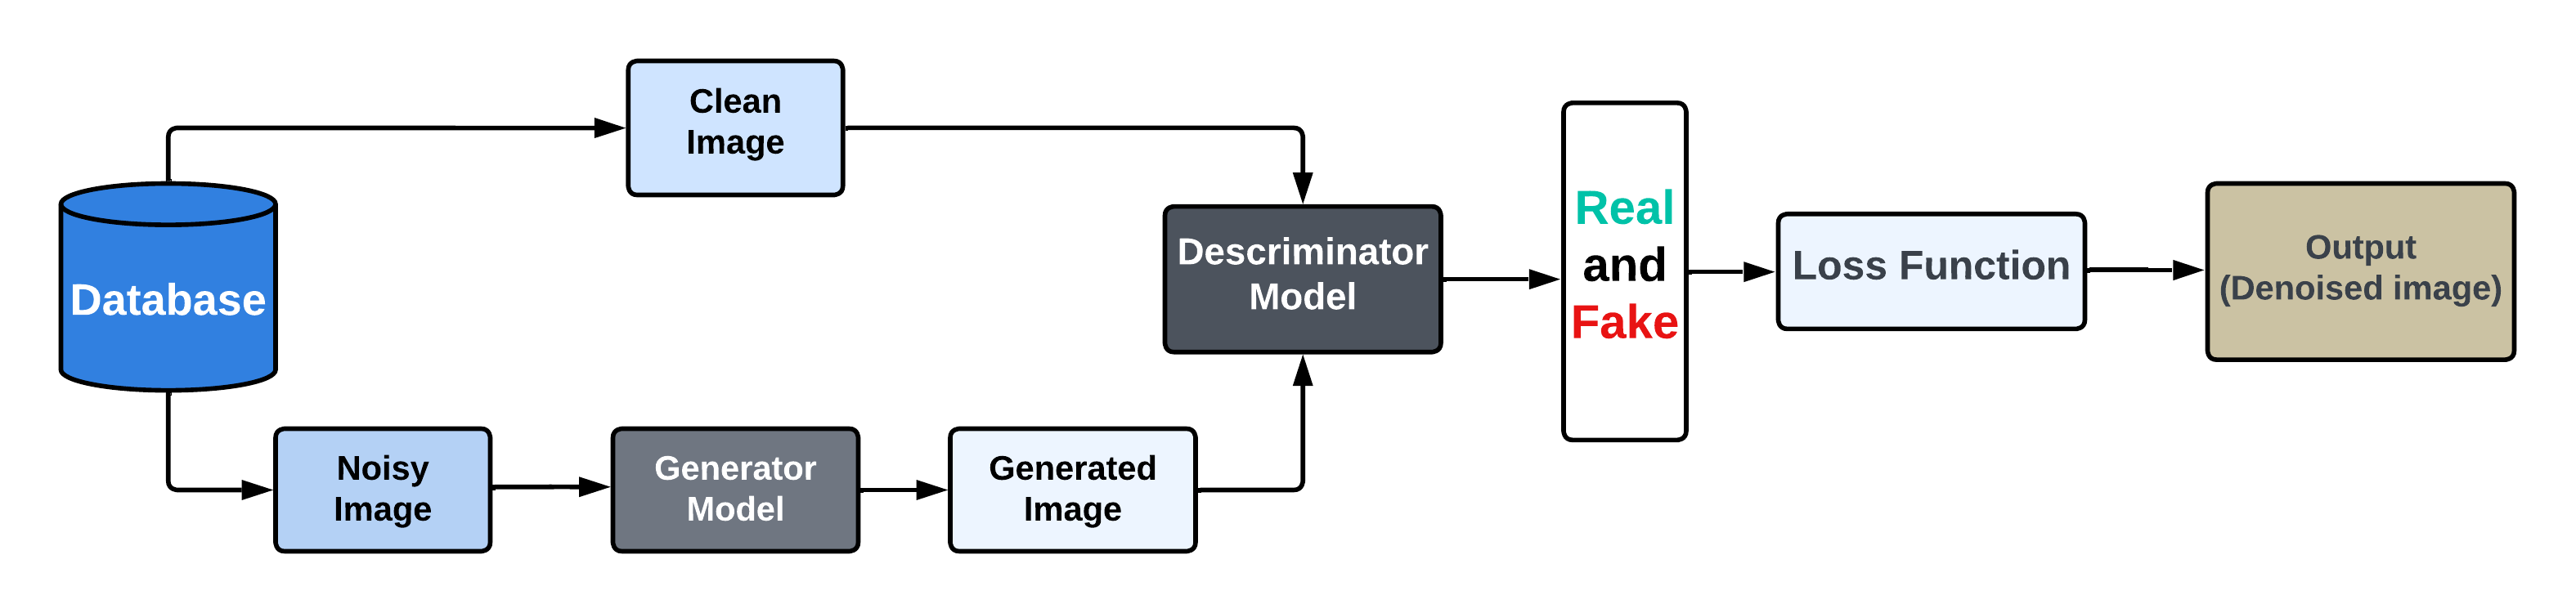 Clean
Image
Database
Noisy
Image
Generator
Model
Generated
Image
Descriminator
Model
Real
and
Fake
Loss Function
Output
(Denoised image)